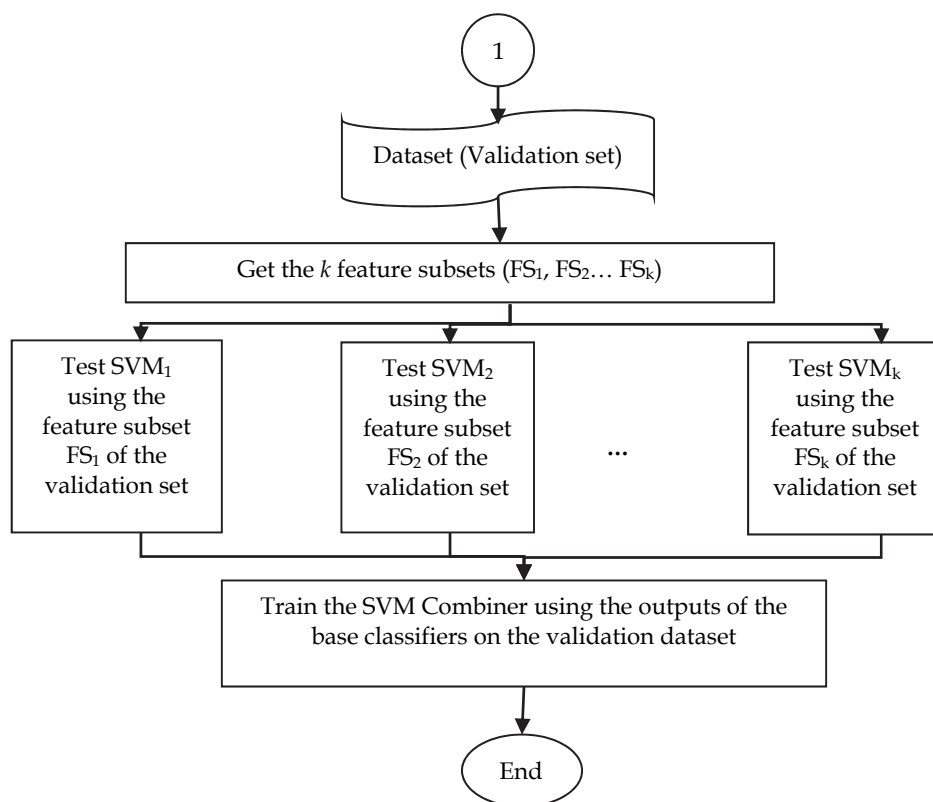 1
Dataset (Validation set)
Get the k feature subsets (FS₁, FS₂… FSₖ)
Test SVM₁
using the
feature subset
FS₁ of the
validation set
Test SVM₂
using the
feature subset
FS₂ of the
validation set
...
Test SVMₖ
using the
feature subset
FSₖ of the
validation set
Train the SVM Combiner using the outputs of the
base classifiers on the validation dataset
End